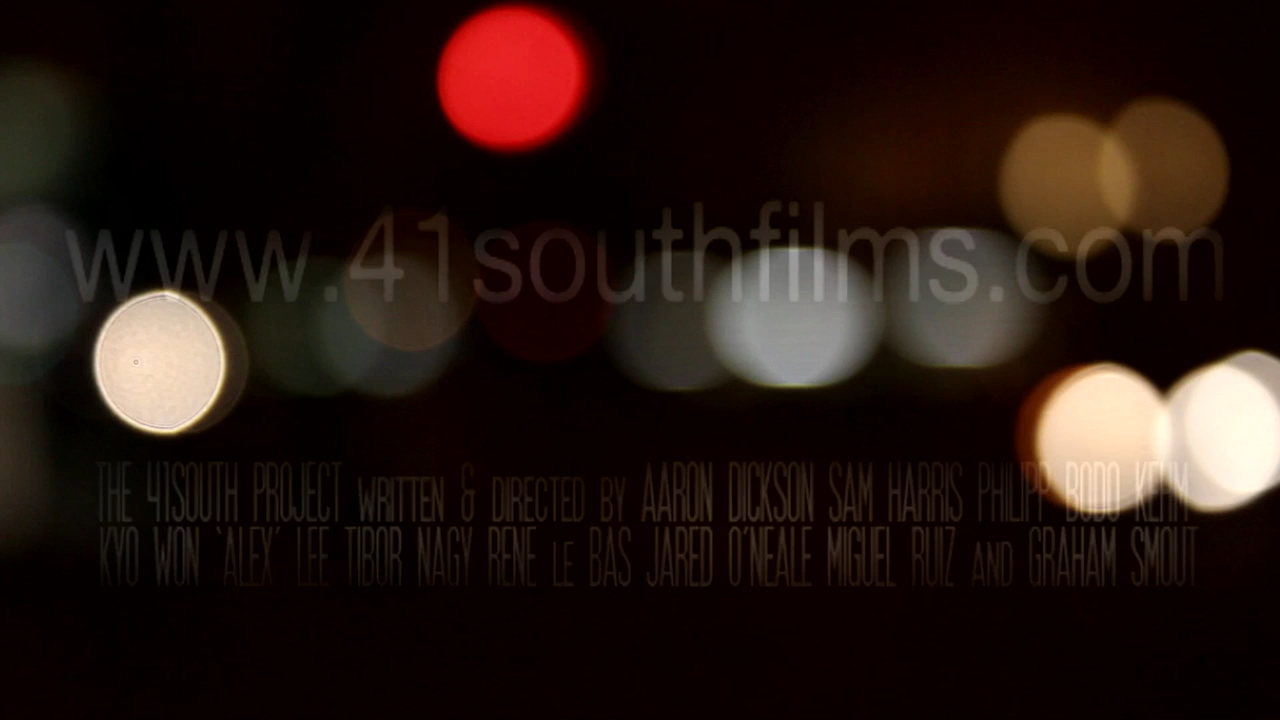 www.41southfilms.com
THE 41SOUTH PROJECT WRITTEN & DIRECTED BY AARON DICKSON SAM HARRIS PHILIPP BODO KEHM
KYO WON 'ALEX' LEE TIBOR NAGY RENE LE BAS JARED O'NEALE MIGUEL RUIZ AND GRAHAM SMOUT